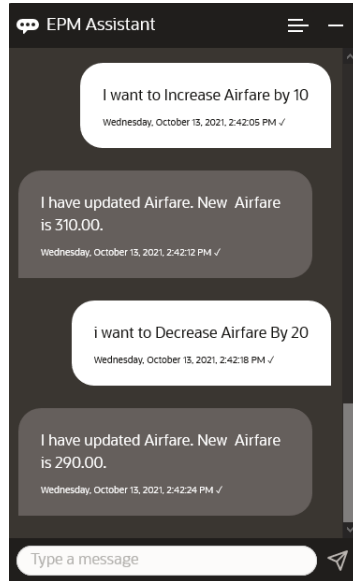 EPM Assistant
I want to Increase Airfare by 10
Wednesday, October 13, 2021, 2:42:05 PM ✓
I have updated Airfare. New Airfare
is 310.00.
Wednesday, October 13, 2021, 2:42:12 PM ✓
i want to Decrease Airfare By 20
Wednesday, October 13, 2021, 2:42:18 PM ✓
I have updated Airfare. New Airfare
is 290.00.
Wednesday, October 13, 2021, 2:42:24 PM ✓
Type a message